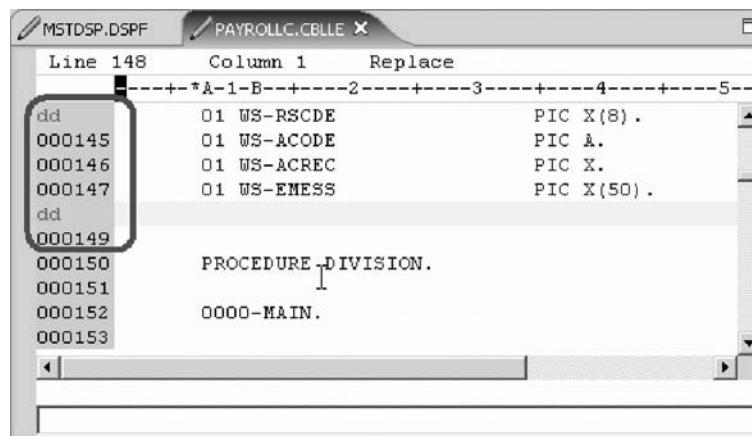 MSTDSP.DSPF PAYROLLC.CBLLE
Line 148 Column 1 Replace
----+-*A-1-B--+----2----+----3----+----4----+----5--
dd 01 WS-RSCDE PIC X(8).
000145 01 WS-ACODE PIC A.
000146 01 WS-ACREC PIC X.
000147 01 WS-EMESS PIC X(50).
dd
000149
000150 PROCEDURE DIVISION.
000151
000152 0000-MAIN.
000153